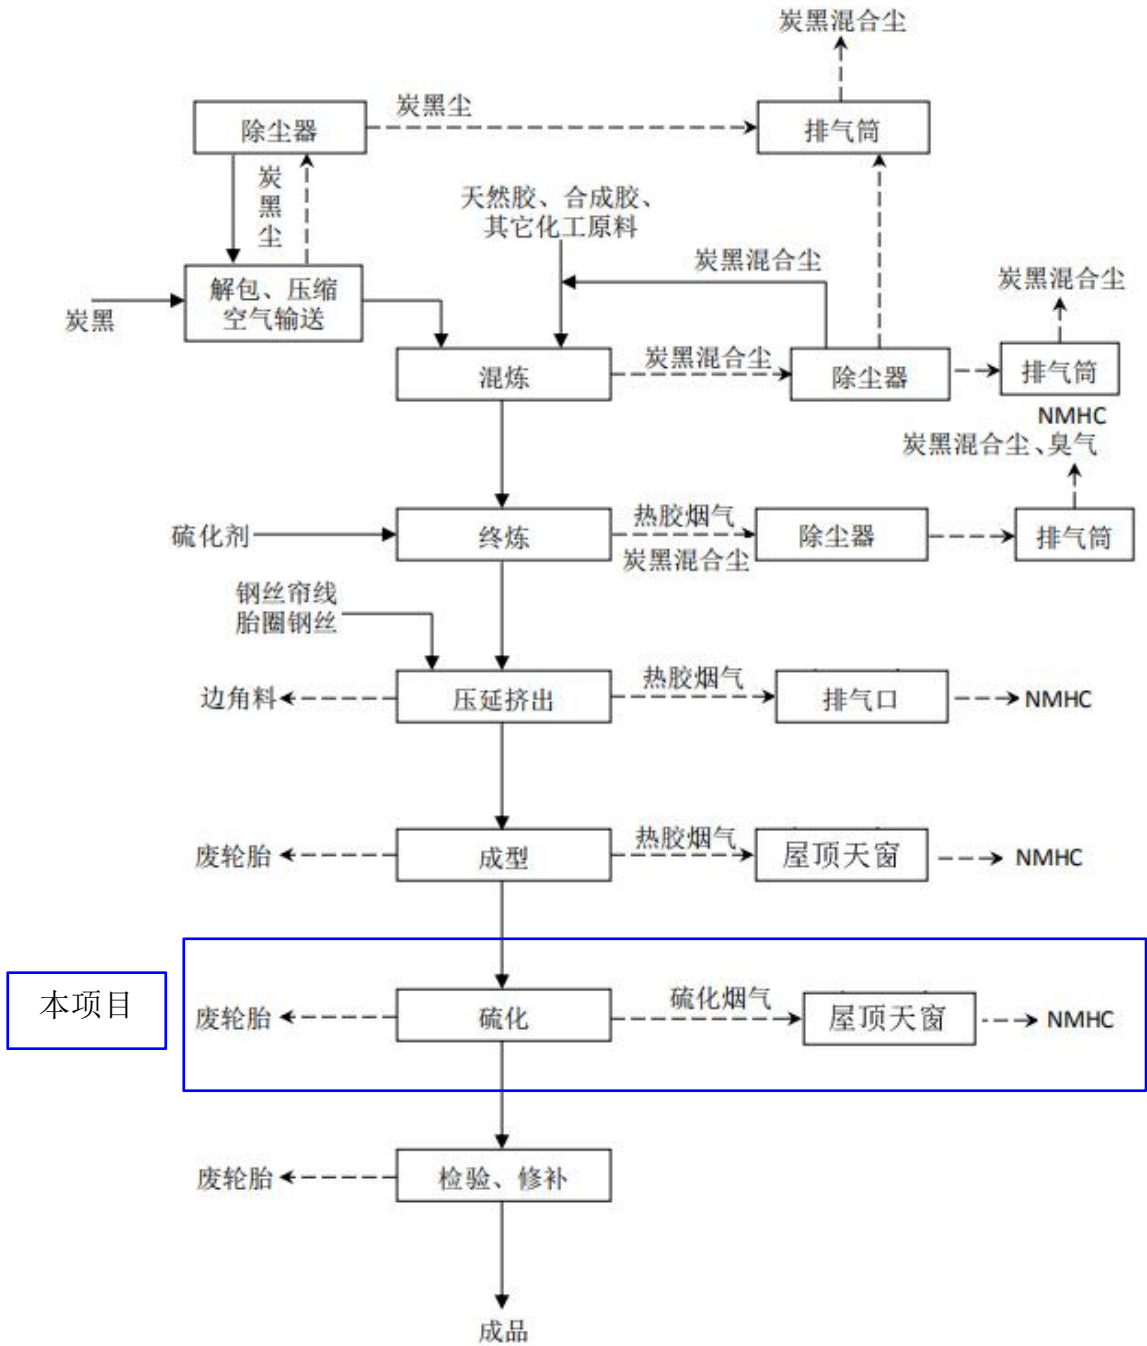 炭黑混合尘
炭黑尘
除尘器
排气筒
炭黑尘
天然胶、合成胶、
其它化工原料
炭黑混合尘
炭黑混合尘
解包、压缩
空气输送
炭黑
混炼
炭黑混合尘
除尘器
排气筒
NMHC
炭黑混合尘、臭气
硫化剂
终炼
热胶烟气
炭黑混合尘
除尘器
排气筒
钢丝帘线
胎圈钢丝
边角料
压延挤出
热胶烟气
排气口
NMHC
废轮胎
成型
热胶烟气
屋顶天窗
NMHC
本项目
废轮胎
硫化
硫化烟气
屋顶天窗
NMHC
废轮胎
检验、修补
成品